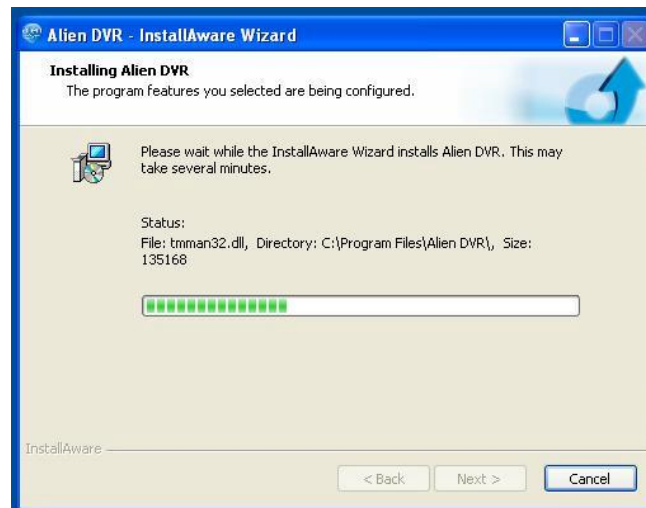 Alien DVR - InstallAware Wizard
Installing Alien DVR
The program features you selected are being configured.
Please wait while the InstallAware Wizard installs Alien DVR. This may
take several minutes.
Status:
File: tmman32.dll, Directory: C:\Program Files\Alien DVR\, Size:
135168
InstallAware
< Back
Next >
Cancel